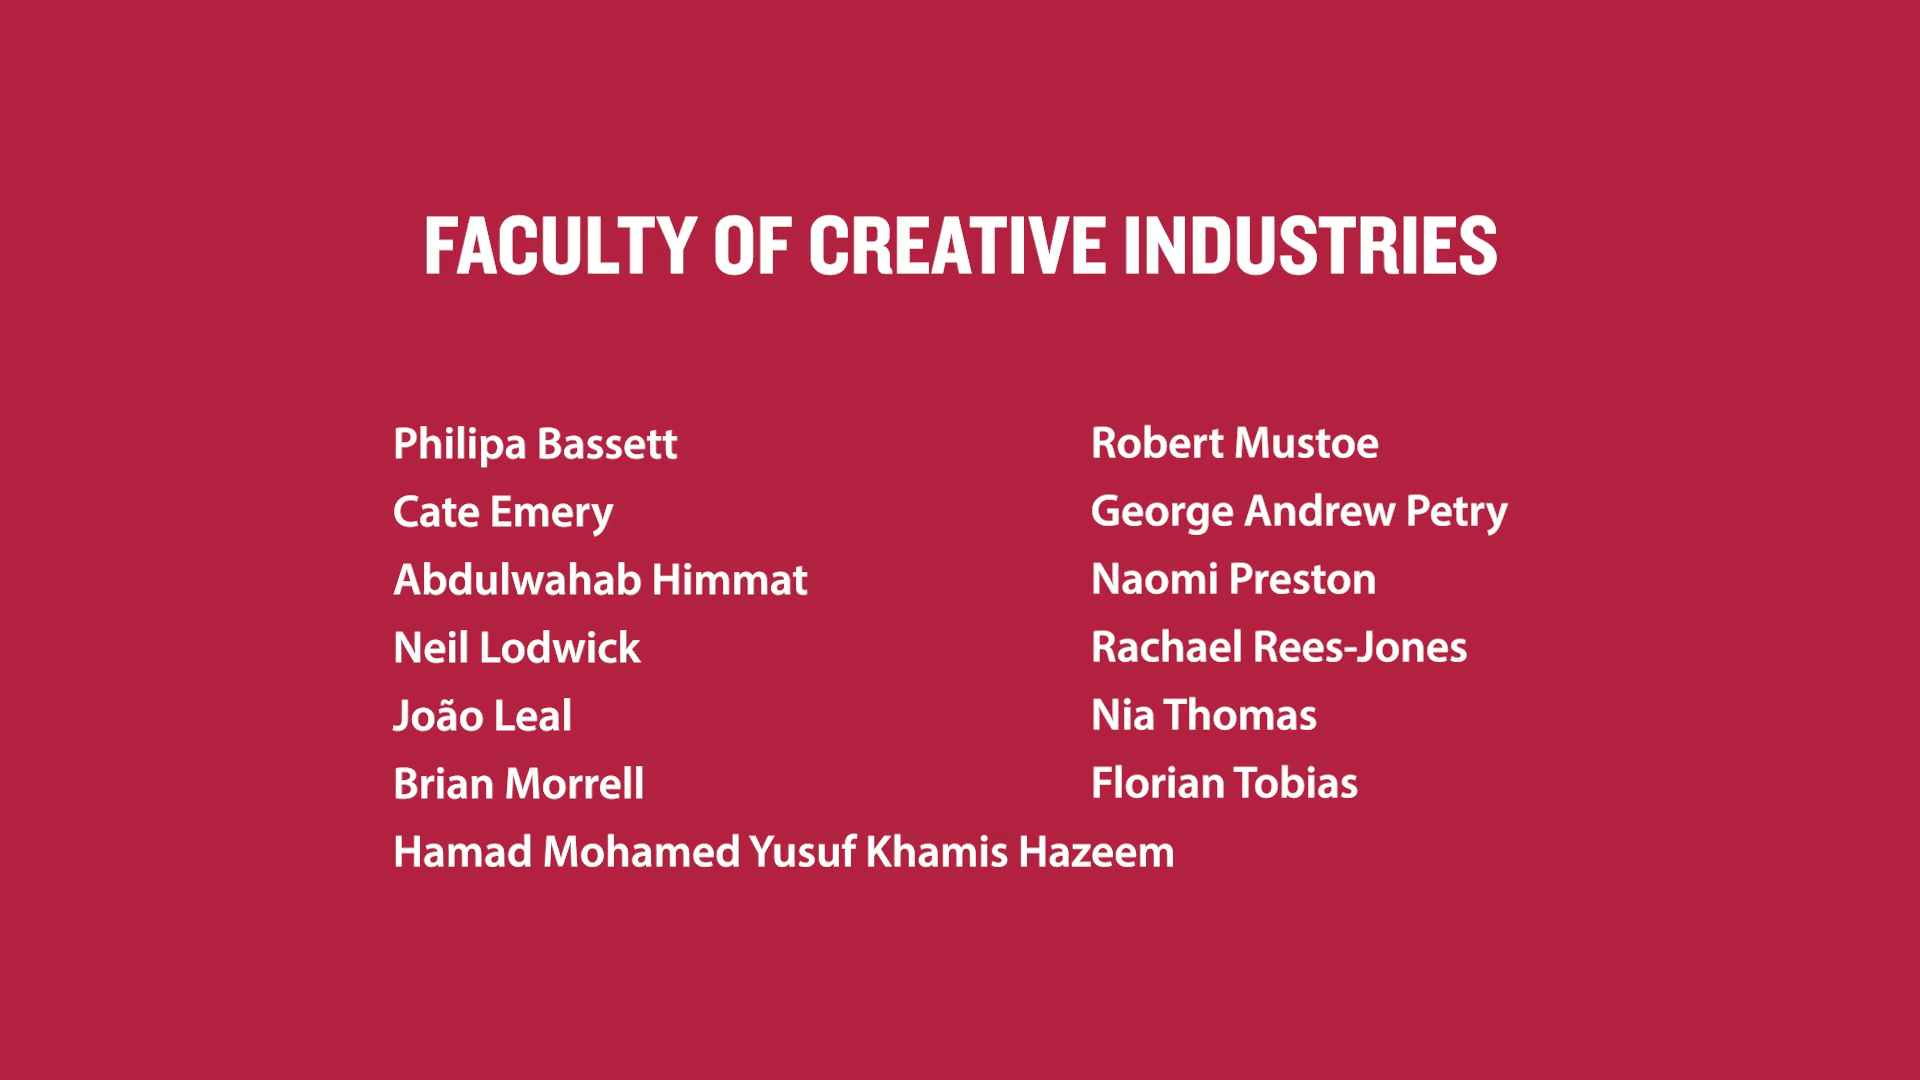 FACULTY OF CREATIVE INDUSTRIES
Philipa Bassett
Cate Emery
Abdulwahab Himmat
Neil Lodwick
João Leal
Brian Morrell
Hamad Mohamed Yusuf Khamis Hazeem
Robert Mustoe
George Andrew Petry
Naomi Preston
Rachael Rees-Jones
Nia Thomas
Florian Tobias